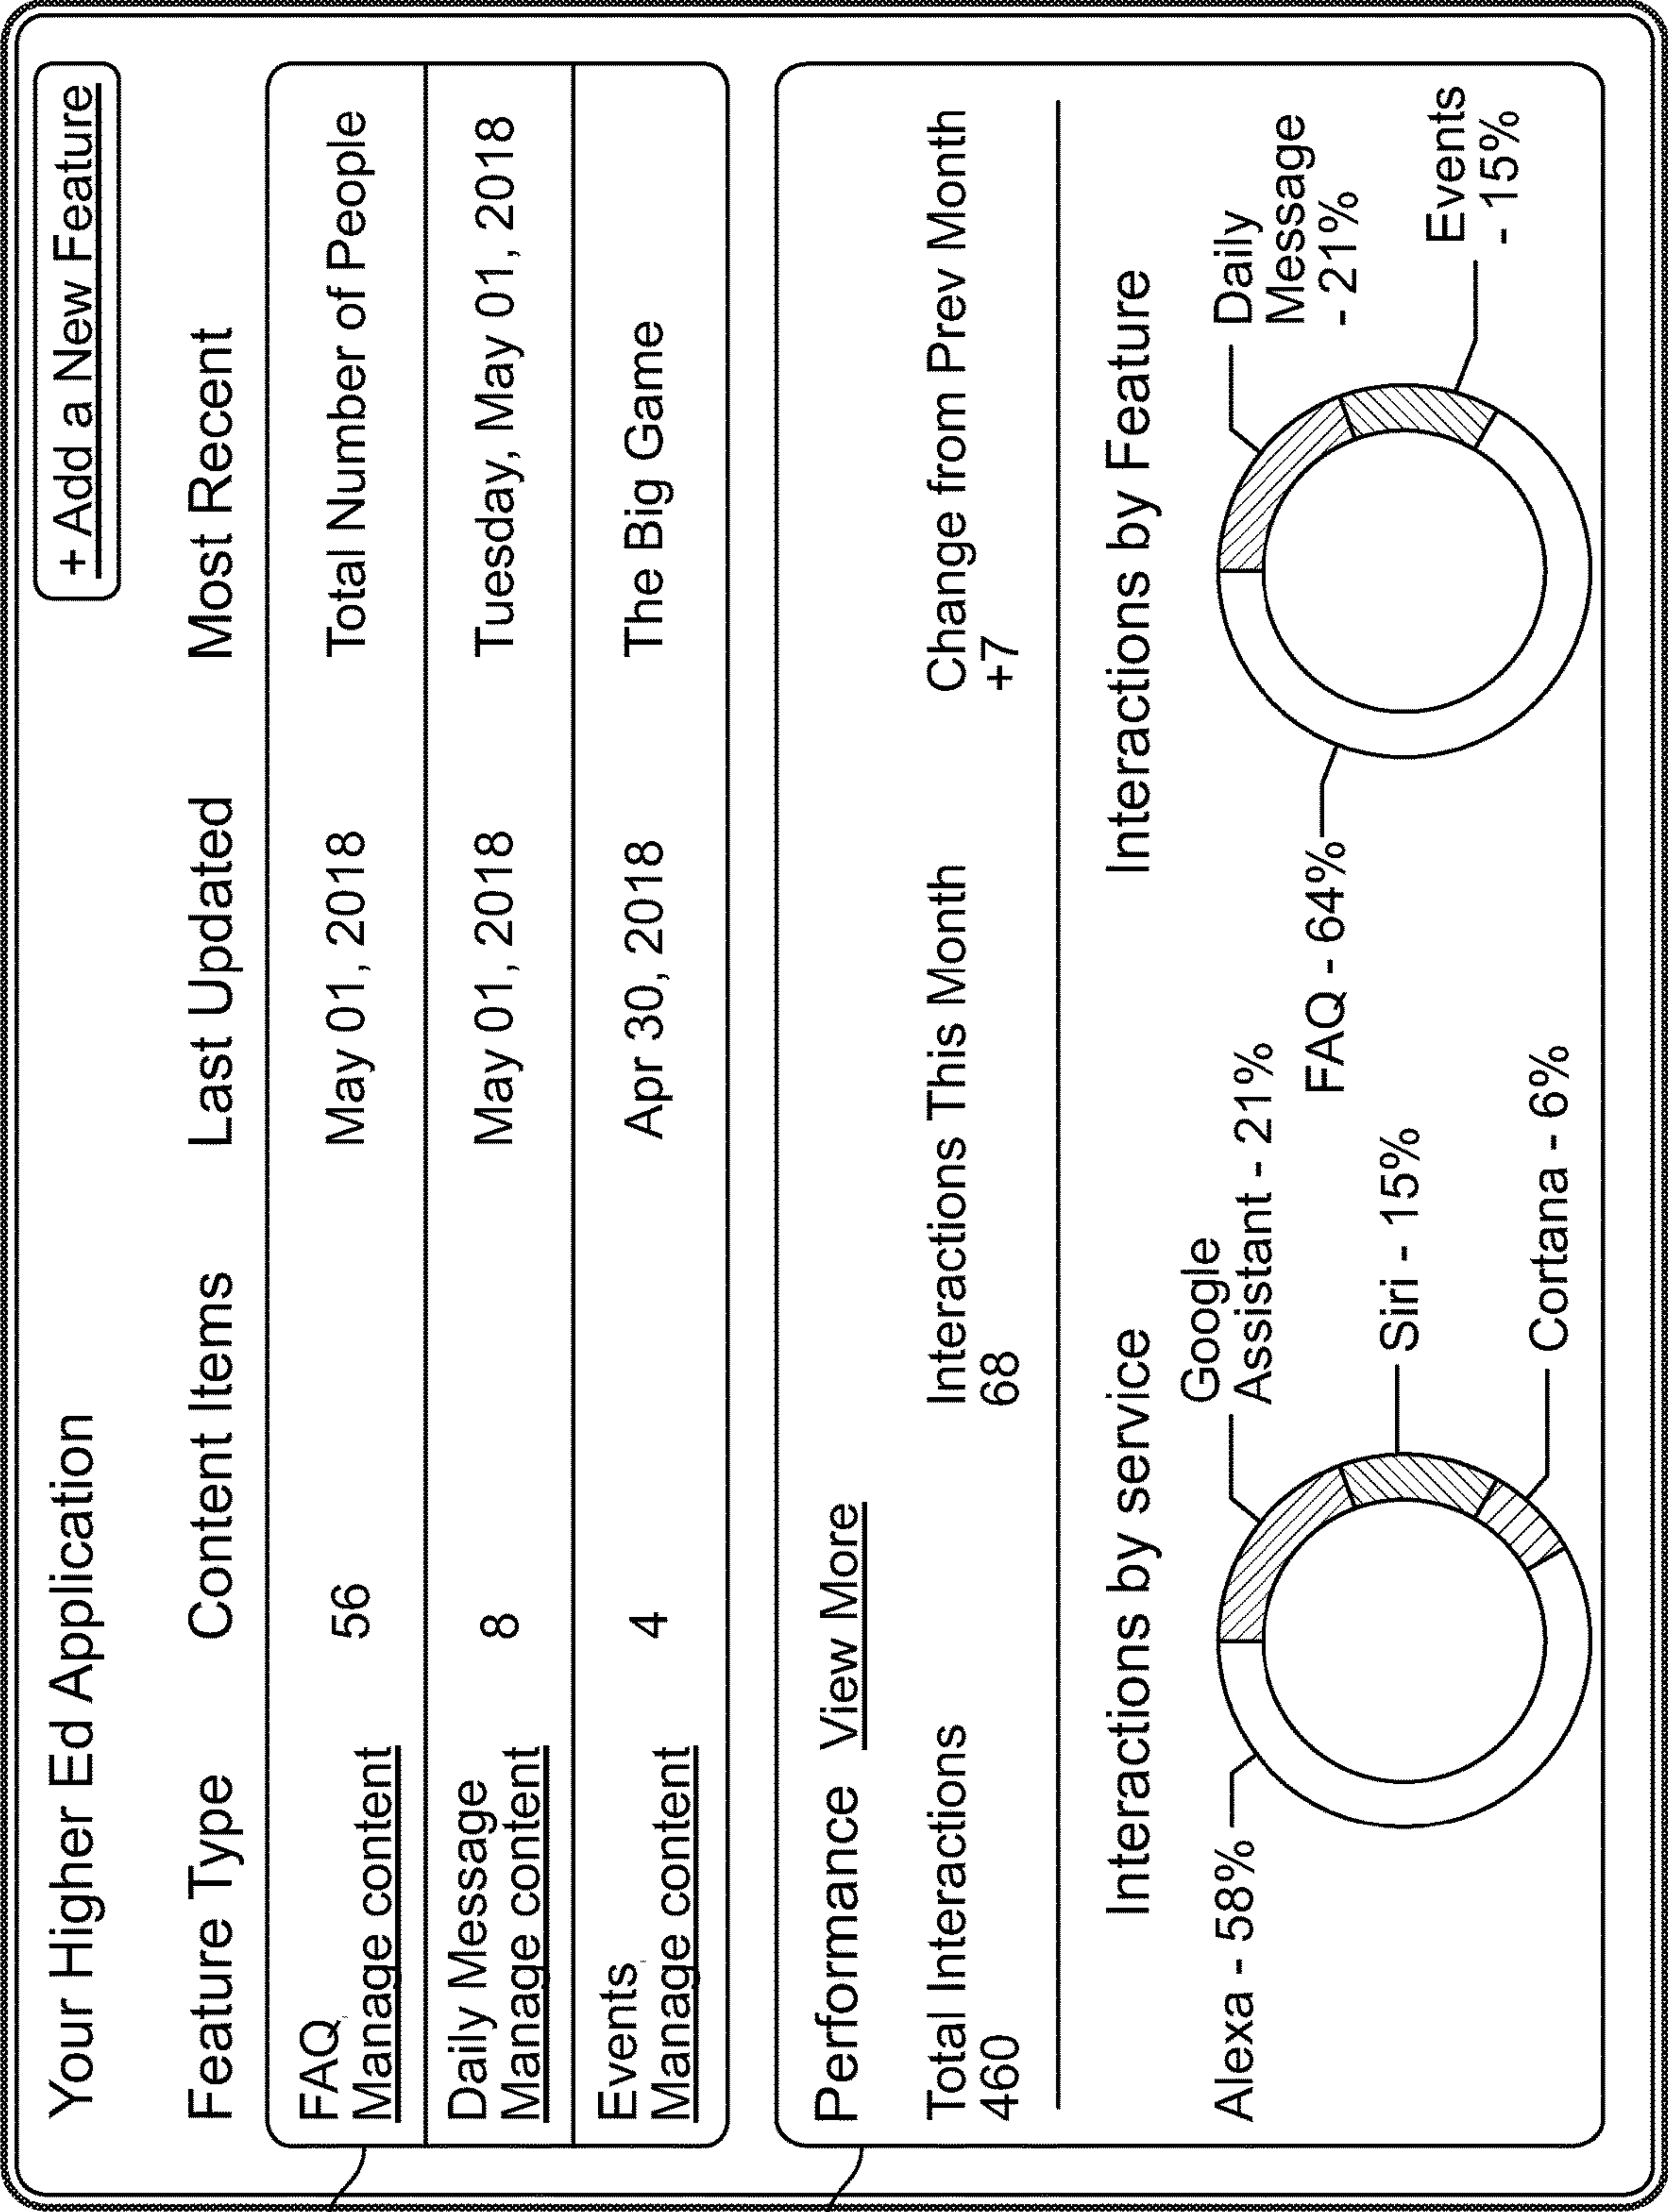 Your Higher Ed Application
+ Add a New Feature
Feature Type
Content Items
Last Updated
Most Recent
FAQ
Manage content
56
May 01, 2018
Total Number of People
Daily Message
Manage content
8
May 01, 2018
Tuesday, May 01, 2018
Events
Manage content
4
Apr 30, 2018
The Big Game
Performance
View More
Total Interactions
460
Interactions This Month
68
Change from Prev Month
+7
Interactions by service
Alexa - 58%
Google
Assistant - 21%
Siri - 15%
Cortana - 6%
Interactions by Feature
FAQ - 64%
Daily
Message
- 21%
Events
- 15%